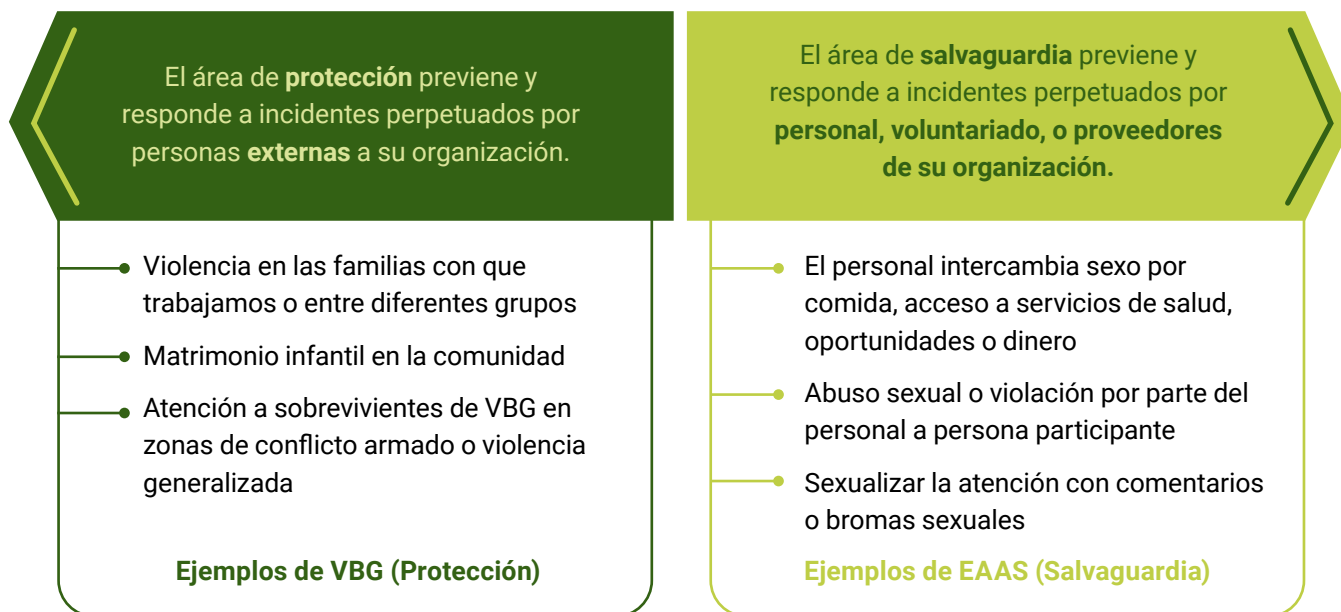 El área de protección previene y
responde a incidentes perpetuados por
personas externas a su organización.
Violencia en las familias con que
trabajamos o entre diferentes grupos
Matrimonio infantil en la comunidad
Atención a sobrevivientes de VBG en
zonas de conflicto armado o violencia
generalizada
Ejemplos de VBG (Protección)
El área de salvaguardia previene y
responde a incidentes perpetuados por
personal, voluntariado, o proveedores
de su organización.
El personal intercambia sexo por
comida, acceso a servicios de salud,
oportunidades o dinero
Abuso sexual o violación por parte del
personal a persona participante
Sexualizar la atención con comentarios
o bromas sexuales
Ejemplos de EAAS (Salvaguardia)